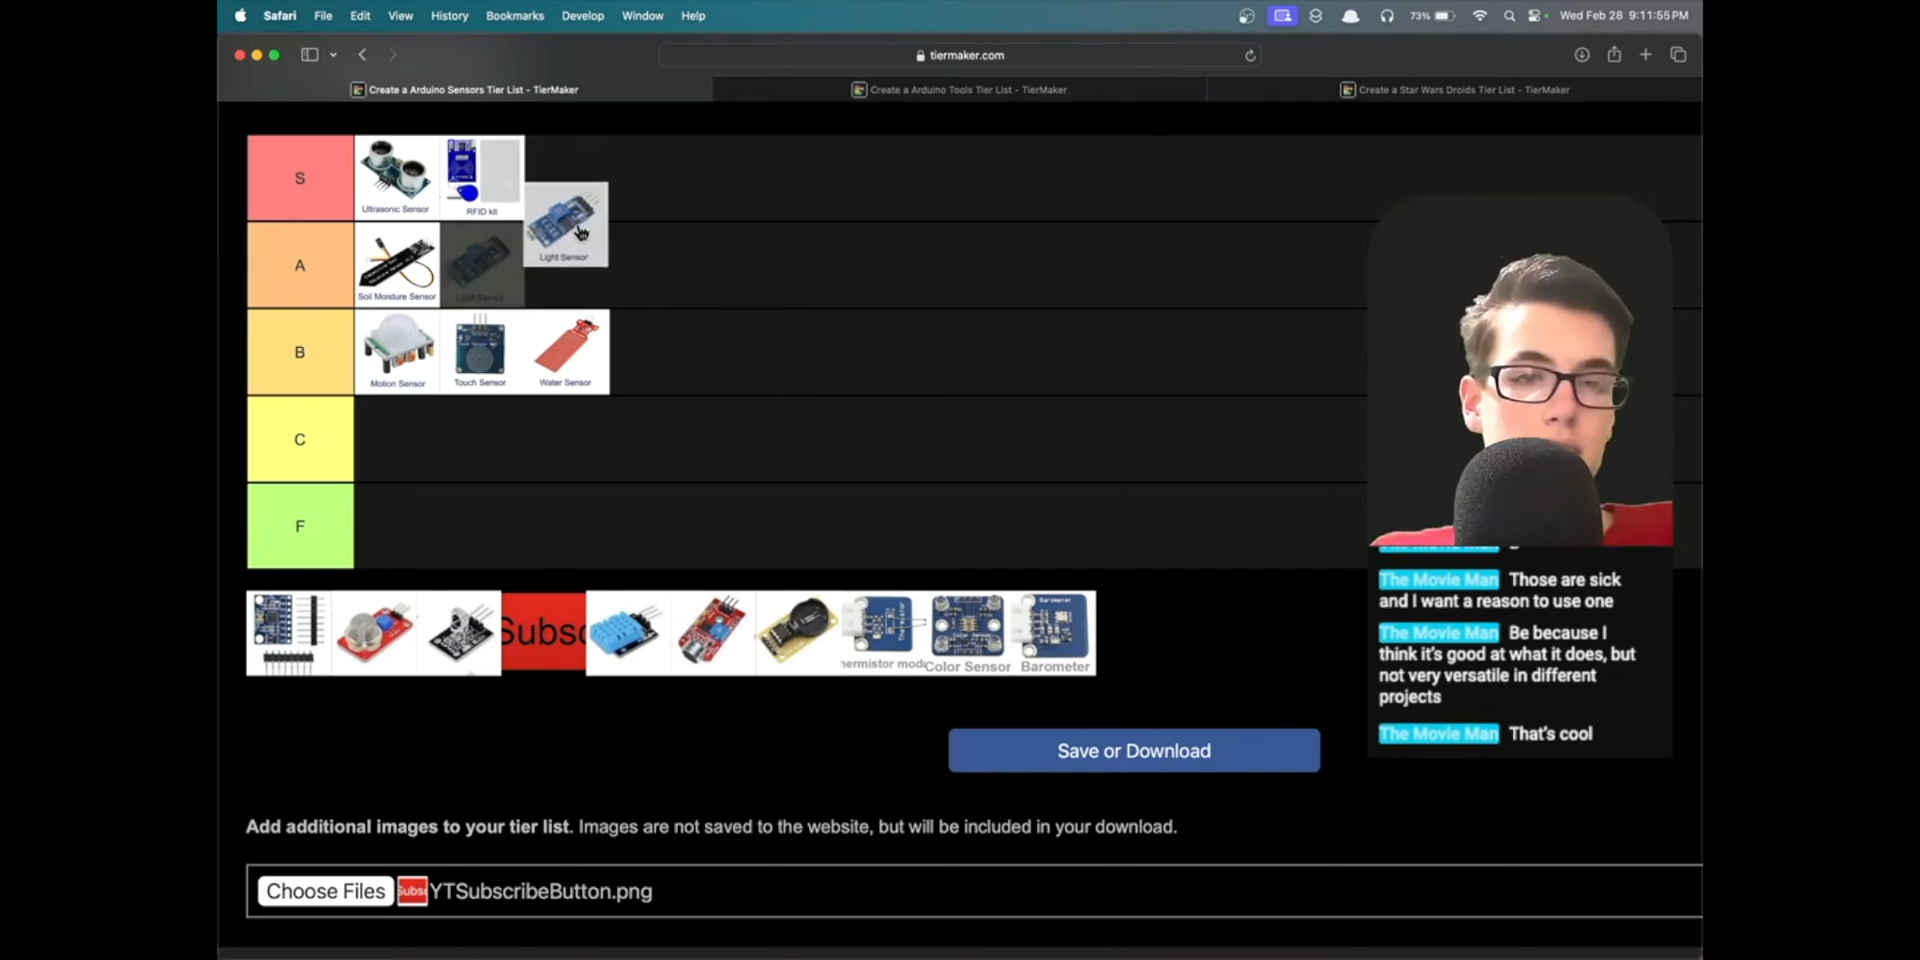 Safari File Edit View History Bookmarks Develop Window Help 73% Wed Feb 28 9:11:55 PM
tiermaker.com
Create a Arduino Sensors Tier List - TierMaker
Create a Arduino Tools Tier List - TierMaker
Create a Star Wars Droids Tier List - TierMaker
S
Ultrasonic Sensor
RFID kit
A
Soil Moisture Sensor
Light Sensor
Light Sensor
B
Motion Sensor
Touch Sensor
Water Sensor
C
F
Subsc
hermistor modu
Color Sensor
Barometer
The Movie Man Those are sick
and I want a reason to use one
The Movie Man Be because I
think it's good at what it does, but
not very versatile in different
projects
The Movie Man That's cool
Save or Download
Add additional images to your tier list. Images are not saved to the website, but will be included in your download.
Choose Files YTSubscribeButton.png